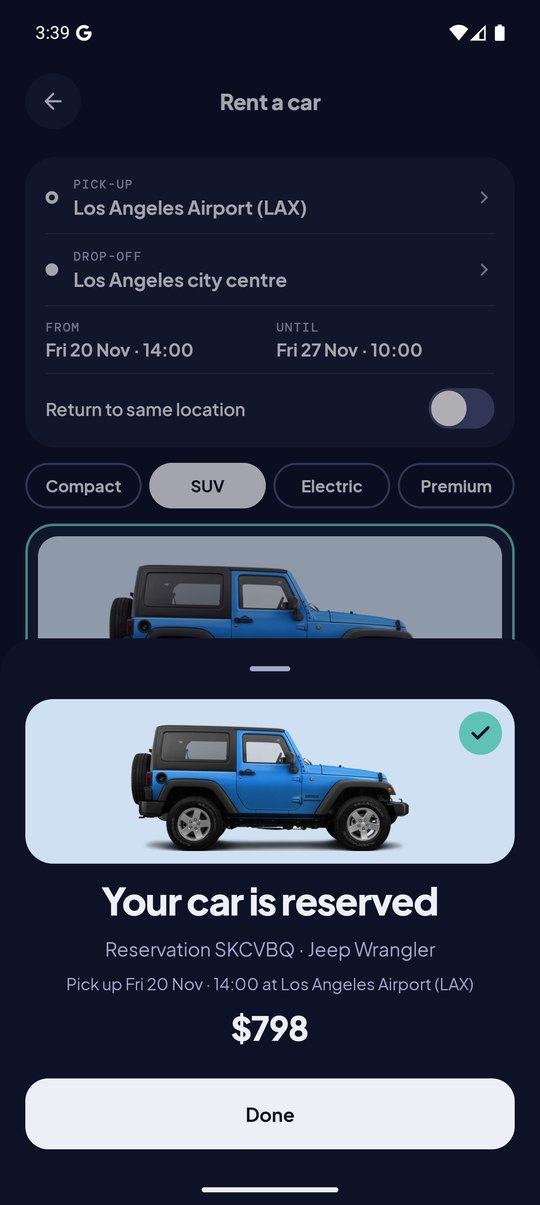 3:39
Rent a car
PICK-UP
Los Angeles Airport (LAX)
DROP-OFF
Los Angeles city centre
FROM
Fri 20 Nov · 14:00
UNTIL
Fri 27 Nov · 10:00
Return to same location
Compact
SUV
Electric
Premium
Your car is reserved
Reservation SKCVBQ · Jeep Wrangler
Pick up Fri 20 Nov · 14:00 at Los Angeles Airport (LAX)
$798
Done